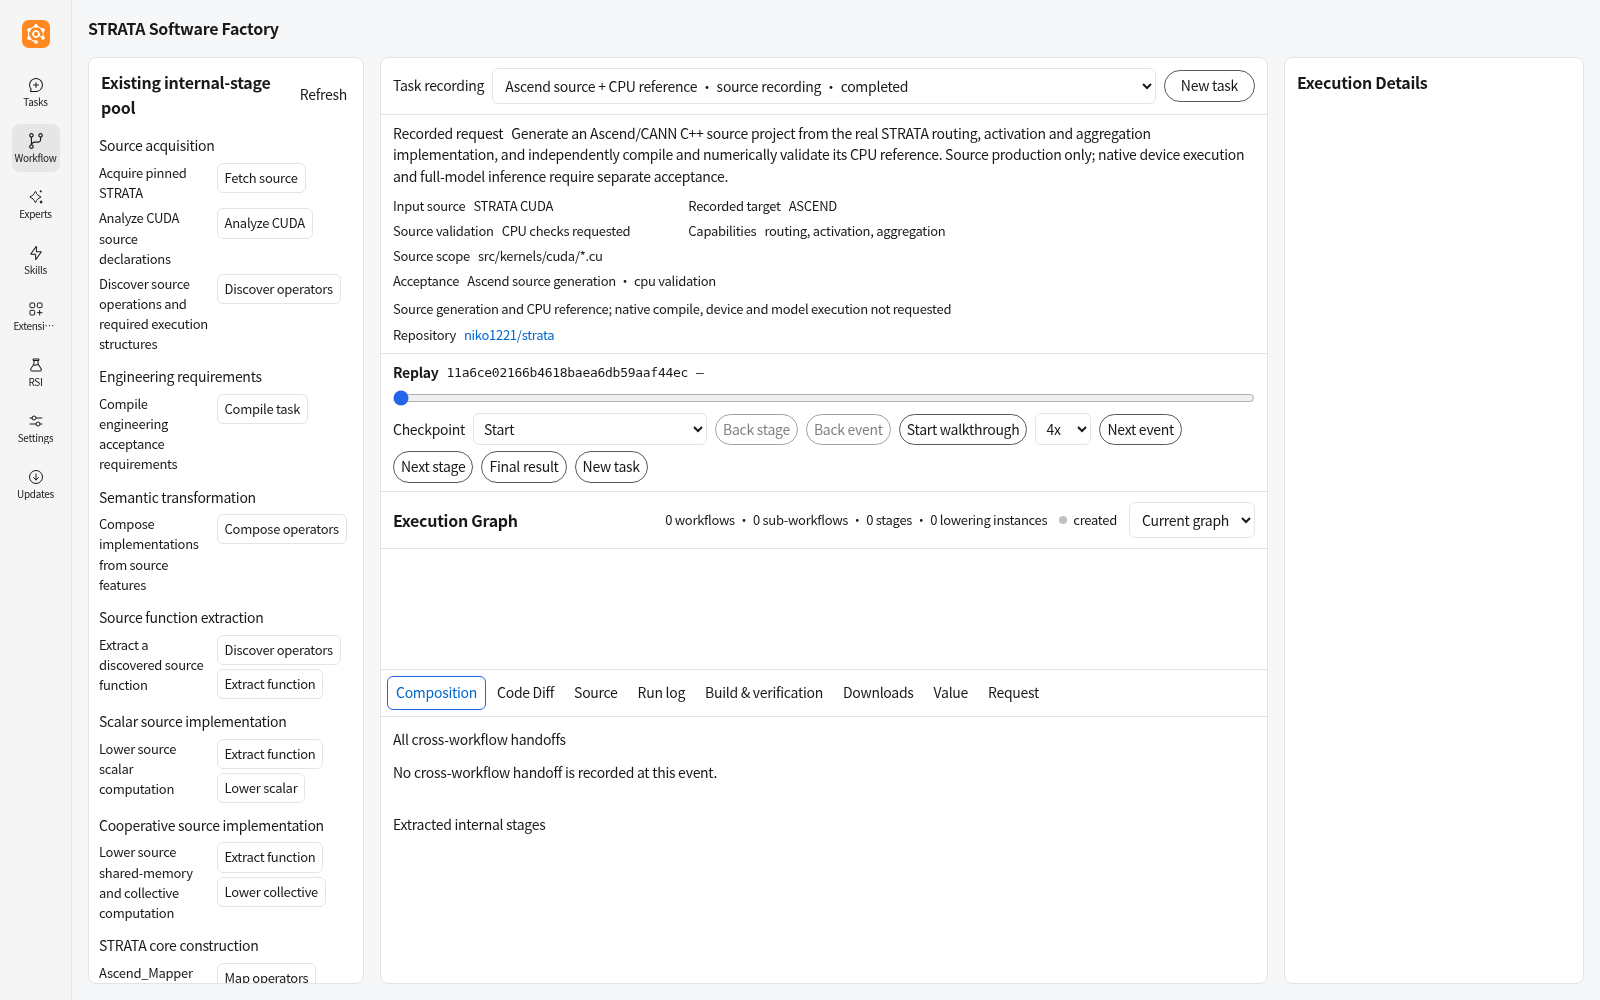 STRATA Software Factory
Tasks
Workflow
Experts
Skills
Extensi···
RSI
Settings
Updates
Existing internal-stage
pool
Refresh
Source acquisition
Acquire pinned
STRATA
Fetch source
Analyze CUDA
source
declarations
Analyze CUDA
Discover source
operations and
required execution
structures
Discover operators
Engineering requirements
Compile
engineering
acceptance
requirements
Compile task
Semantic transformation
Compose
implementations
from source
features
Compose operators
Source function extraction
Extract a
discovered source
function
Discover operators
Extract function
Scalar source implementation
Lower source
scalar
computation
Extract function
Lower scalar
Cooperative source implementation
Lower source
shared-memory
and collective
computation
Extract function
Lower collective
STRATA core construction
Ascend_Mapper
Map operators
Task recording
Ascend source + CPU reference • source recording • completed
New task
Recorded request Generate an Ascend/CANN C++ source project from the real STRATA routing, activation and aggregation
implementation, and independently compile and numerically validate its CPU reference. Source production only; native device execution
and full-model inference require separate acceptance.
Input source STRATA CUDA
Recorded target ASCEND
Source validation CPU checks requested
Capabilities routing, activation, aggregation
Source scope src/kernels/cuda/*.cu
Acceptance Ascend source generation • cpu validation
Source generation and CPU reference; native compile, device and model execution not requested
Repository niko1221/strata
Replay 11a6ce02166b4618baea6db59aaf44ec —
Checkpoint
Start
Back stage
Back event
Start walkthrough
4x
Next event
Next stage
Final result
New task
Execution Graph
0 workflows • 0 sub-workflows • 0 stages • 0 lowering instances
created
Current graph
Composition
Code Diff
Source
Run log
Build & verification
Downloads
Value
Request
All cross-workflow handoffs
No cross-workflow handoff is recorded at this event.
Extracted internal stages
Execution Details